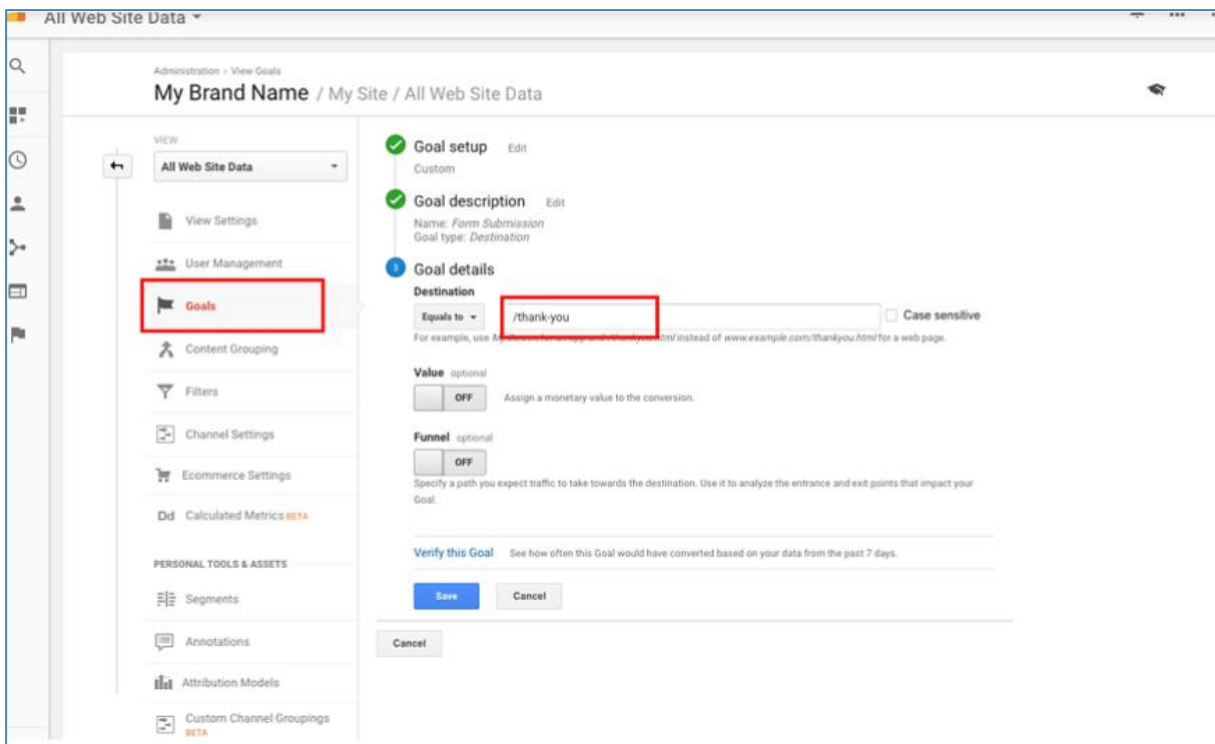 All Web Site Data
Administration > View Goals
My Brand Name / My Site / All Web Site Data
VIEW
All Web Site Data
View Settings
User Management
Goals
Content Grouping
Filters
Channel Settings
Ecommerce Settings
Dd Calculated Metrics BETA
PERSONAL TOOLS & ASSETS
Segments
Annotations
Attribution Models
Custom Channel Groupings
BETA
Goal setup Edit
Custom
Goal description Edit
Name: Form Submission
Goal type: Destination
3 Goal details
Destination
Equals to /thank-you Case sensitive
For example, use My instead of www.example.com/thankyou.html for a web page.
Value optional
OFF Assign a monetary value to the conversion.
Funnel optional
OFF
Specify a path you expect traffic to take towards the destination. Use it to analyze the entrance and exit points that impact your
Goal.
Verify this Goal See how often this Goal would have converted based on your data from the past 7 days.
Save Cancel
Cancel